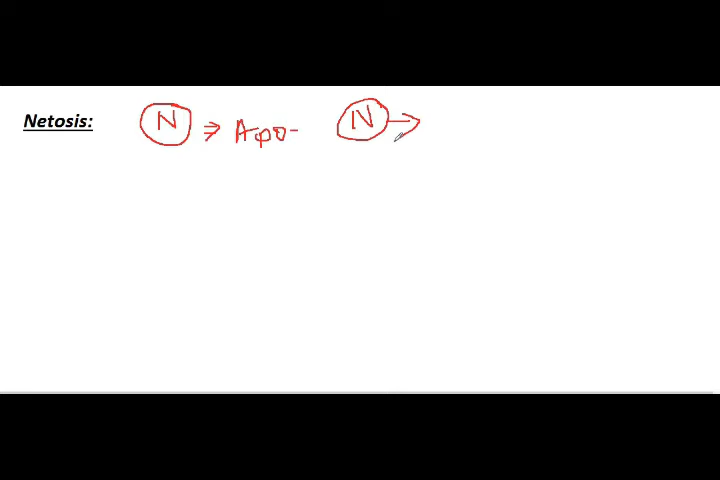 Netosis: N ⇒ Apo- N →